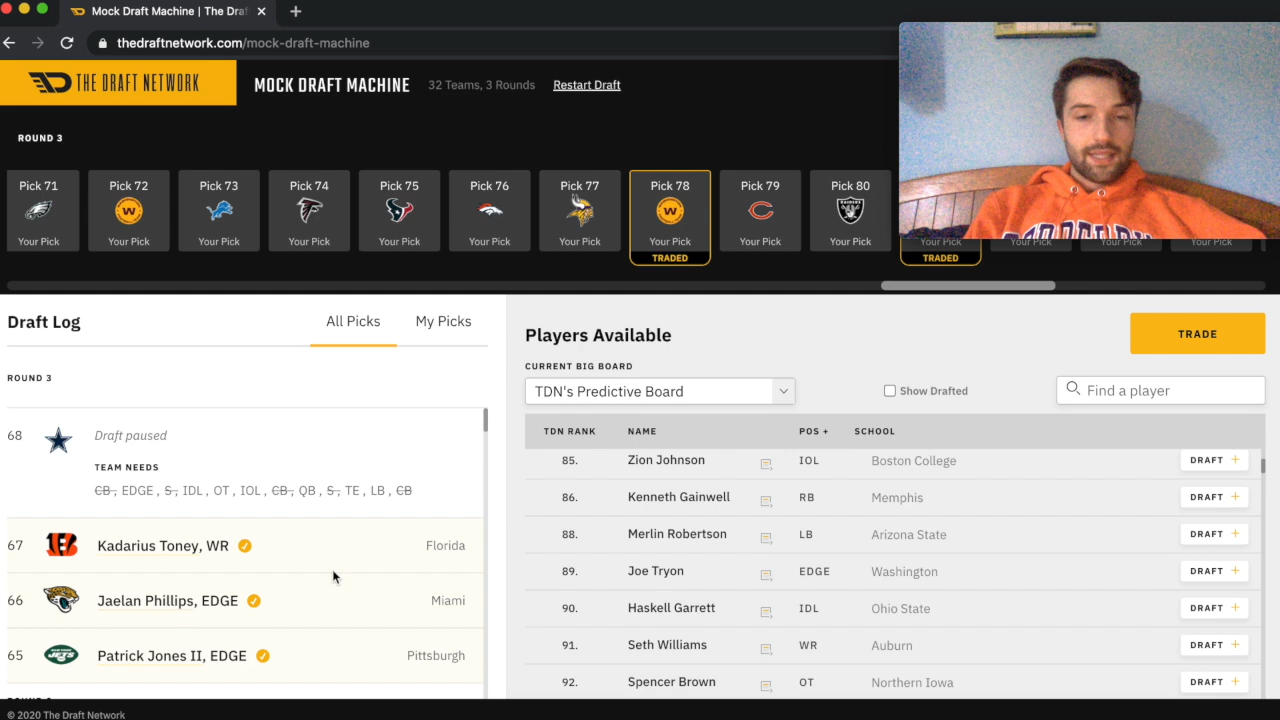 Mock Draft Machine | The Dra
thedraftnetwork.com/mock-draft-machine
THE DRAFT NETWORK
MOCK DRAFT MACHINE
32 Teams, 3 Rounds
Restart Draft
ROUND 3
Pick 71 Pick 72 Pick 73 Pick 74 Pick 75 Pick 76 Pick 77 Pick 78 Pick 79 Pick 80
W W RAIDERS
Your Pick Your Pick Your Pick Your Pick Your Pick Your Pick Your Pick Your Pick Your Pick Your Pick Your Pick Your Pick Your Pick Your Pick
TRADED TRADED
Draft Log
All Picks
My Picks
ROUND 3
68
Draft paused
TEAM NEEDS
CB , EDGE , S , IDL , OT , IOL , CB , QB , S , TE , LB , CB
67 Kadarius Toney, WR Florida
66 Jaelan Phillips, EDGE Miami
65 JETS Patrick Jones II, EDGE Pittsburgh
Players Available
TRADE
CURRENT BIG BOARD
TDN's Predictive Board
Show Drafted
Find a player
TDN RANK NAME POS + SCHOOL
85. Zion Johnson IOL Boston College DRAFT +
86. Kenneth Gainwell RB Memphis DRAFT +
88. Merlin Robertson LB Arizona State DRAFT +
89. Joe Tryon EDGE Washington DRAFT +
90. Haskell Garrett IDL Ohio State DRAFT +
91. Seth Williams WR Auburn DRAFT +
92. Spencer Brown OT Northern Iowa DRAFT +
© 2020 The Draft Network